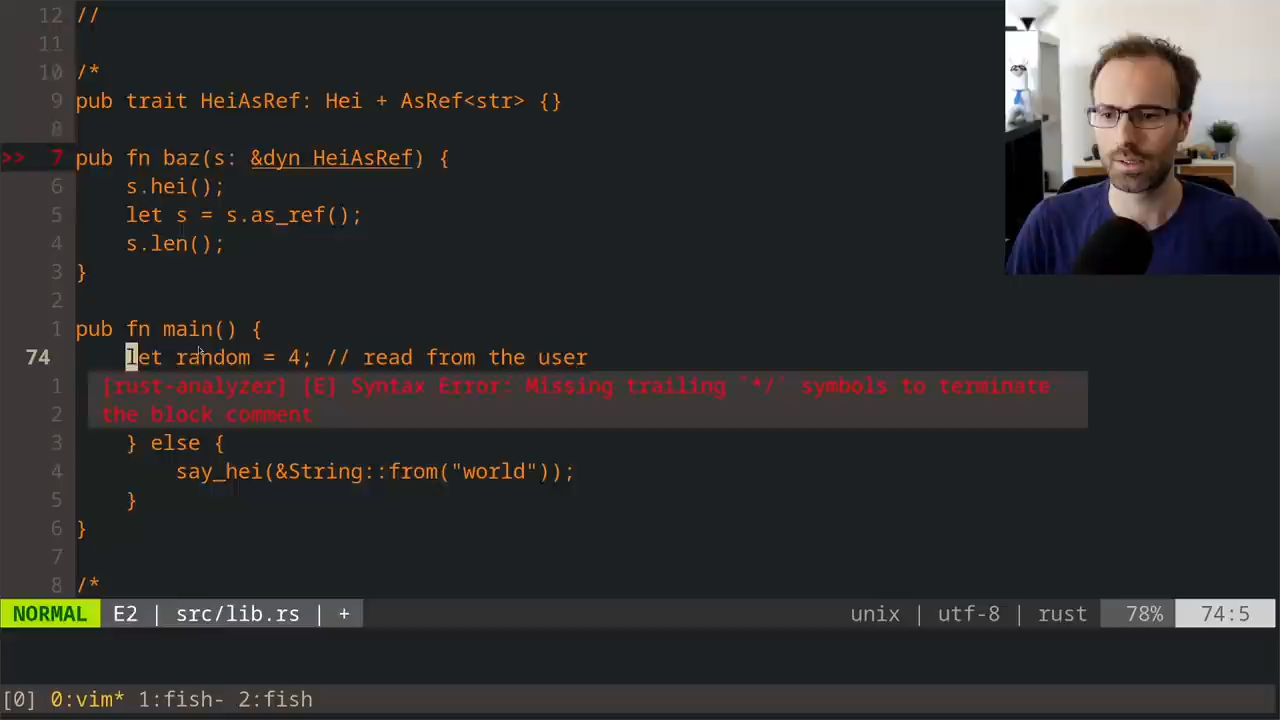 12 //
11
10 /*
9 pub trait HeiAsRef: Hei + AsRef<str> {}
8
>> 7 pub fn baz(s: &dyn HeiAsRef) {
6     s.hei();
5     let s = s.as_ref();
4     s.len();
3 }
2
1 pub fn main() {
74     let random = 4; // read from the user
1 [rust-analyzer] [E] Syntax Error: Missing trailing `*/` symbols to terminate
2 the block comment
3     } else {
4         say_hei(&String::from("world"));
5     }
6 }
7
8 /*
NORMAL E2 | src/lib.rs | + unix | utf-8 | rust 78% 74:5
[0] 0:vim* 1:fish- 2:fish